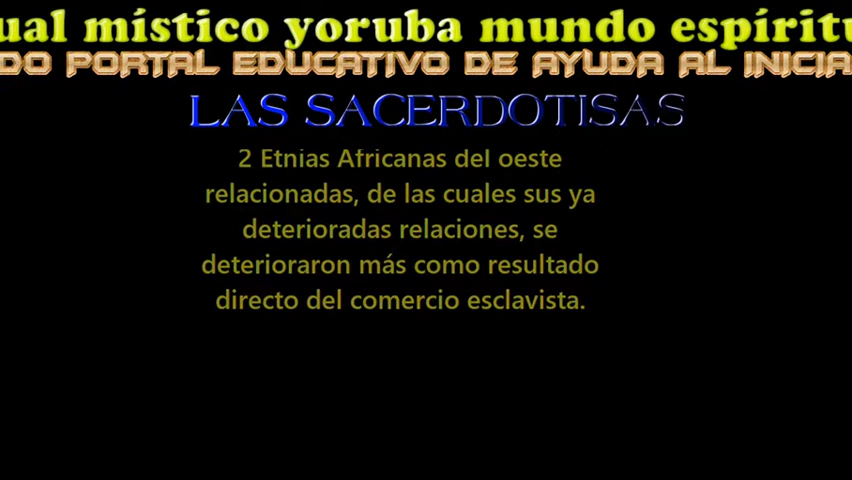 ual místico yoruba mundo espíritu
DO PORTAL EDUCATIVO DE AYUDA AL INICIA
LAS SACERDOTISAS
2 Etnias Africanas del oeste
relacionadas, de las cuales sus ya
deterioradas relaciones, se
deterioraron más como resultado
directo del comercio esclavista.